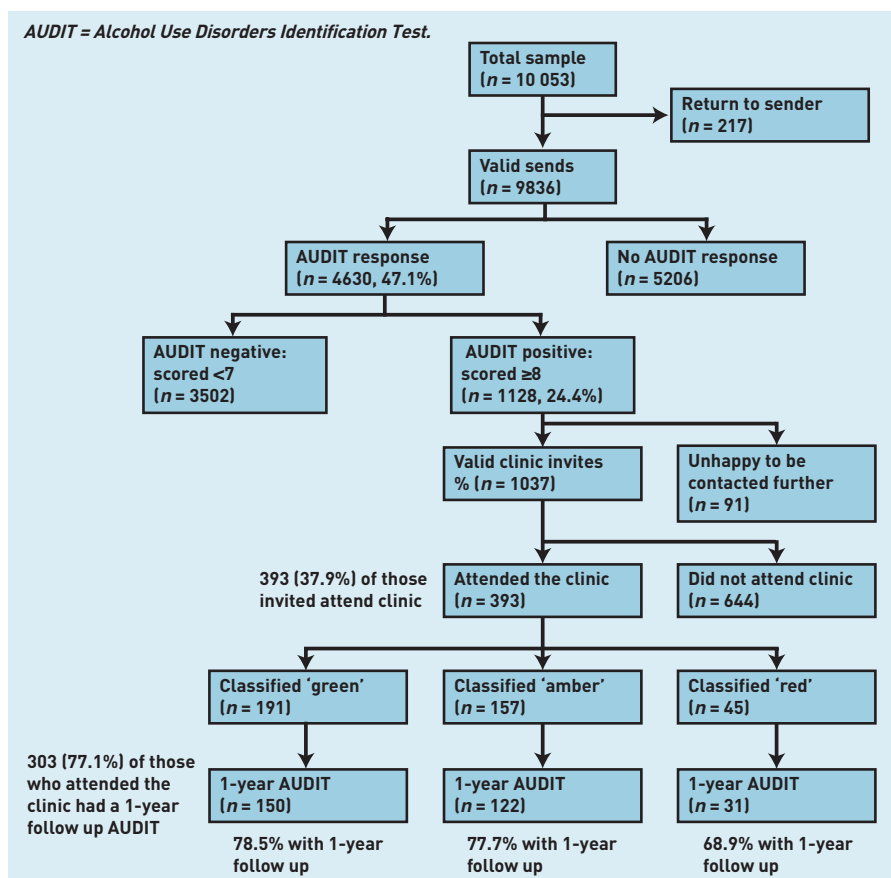 AUDIT = Alcohol Use Disorders Identification Test.
Total sample
(n = 10 053)
Return to sender
(n = 217)
Valid sends
(n = 9836)
AUDIT response
(n = 4630, 47.1%)
No AUDIT response
(n = 5206)
AUDIT negative:
scored <7
(n = 3502)
AUDIT positive:
scored ≥8
(n = 1128, 24.4%)
Valid clinic invites
% (n = 1037)
Unhappy to be
contacted further
(n = 91)
393 (37.9%) of those
invited attend clinic
Attended the clinic
(n = 393)
Did not attend clinic
(n = 644)
Classified ‘green’
(n = 191)
Classified ‘amber’
(n = 157)
Classified ‘red’
(n = 45)
303 (77.1%) of those
who attended the
clinic had a 1-year
follow up AUDIT
1-year AUDIT
(n = 150)
1-year AUDIT
(n = 122)
1-year AUDIT
(n = 31)
78.5% with 1-year
follow up
77.7% with 1-year
follow up
68.9% with 1-year
follow up